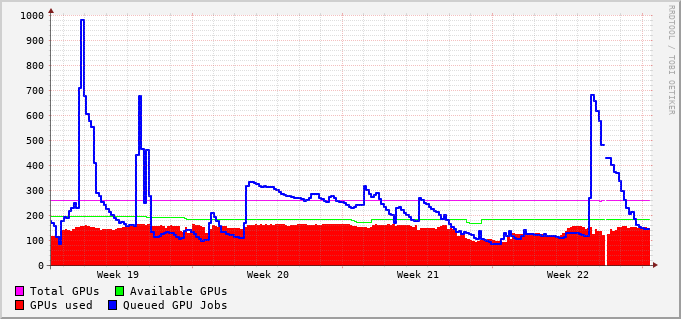 1000
900
800
700
600
500
400
300
200
100
0
Week 19 Week 20 Week 21 Week 22
Total GPUs Available GPUs
GPUs used Queued GPU Jobs
RRDTOOL / TOBI OETIKER